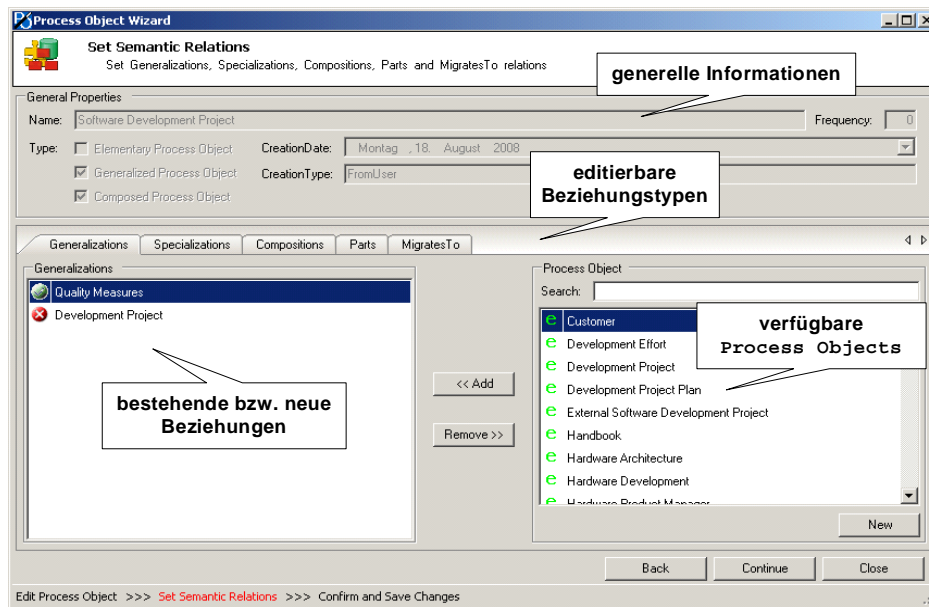 Process Object Wizard
Set Semantic Relations
Set Generalizations, Specializations, Compositions, Parts and MigratesTo relations
generelle Informationen
General Properties
Name: Software Development Project Frequency: 0
Type: Elementary Process Object CreationDate: Montag , 18. August 2008
Generalized Process Object CreationType: FromUser
Composed Process Object
editierbare
Beziehungstypen
Generalizations Specializations Compositions Parts MigratesTo
Generalizations
Quality Measures
Development Project
bestehende bzw. neue
Beziehungen
<< Add
Remove >>
Process Object
Search:
e Customer
e Development Effort
e Development Project
e Development Project Plan
e External Software Development Project
e Handbook
e Hardware Architecture
e Hardware Development
e Hardware Product Manager
verfügbare
Process Objects
New
Back Continue Close
Edit Process Object >>> Set Semantic Relations >>> Confirm and Save Changes